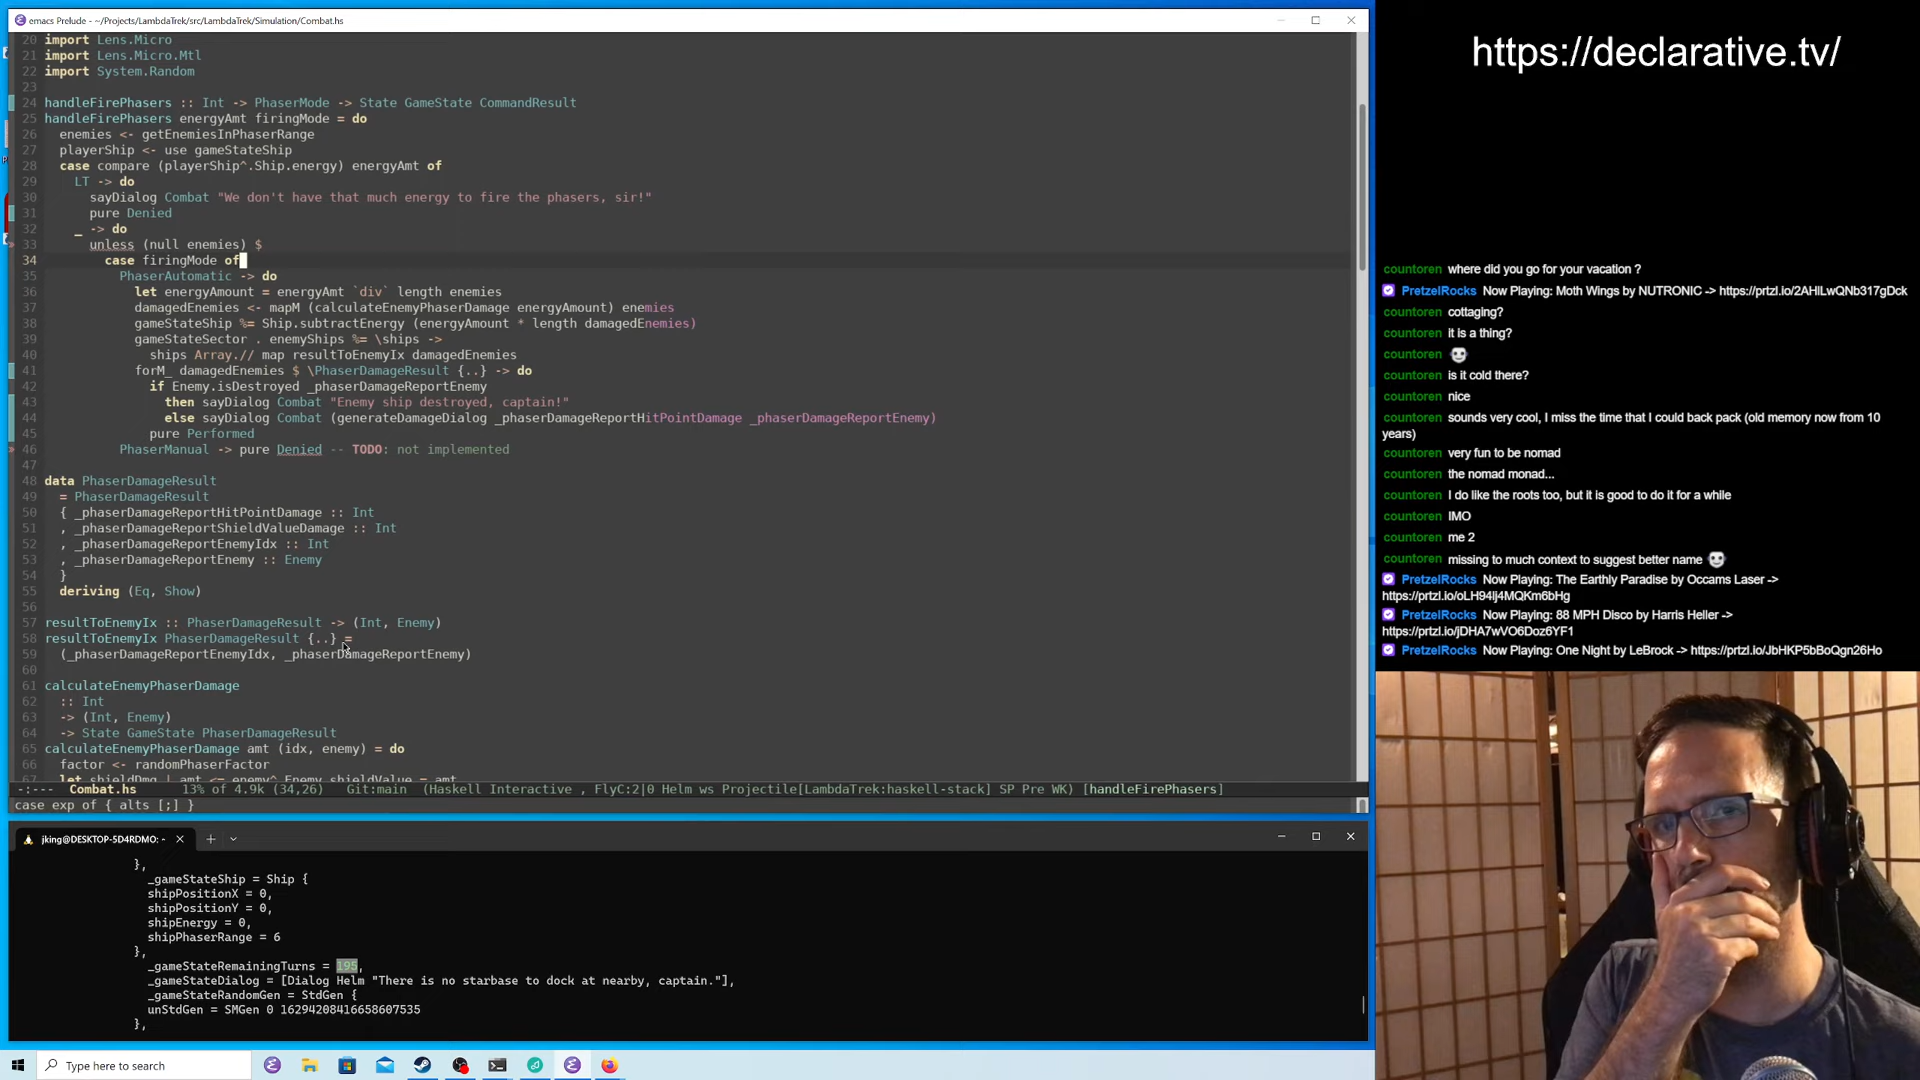 emacs Prelude - ~/Projects/LambdaTrek/src/LambdaTrek/Simulation/Combat.hs
20 import Lens.Micro
21 import Lens.Micro.Mtl
22 import System.Random
23
24 handleFirePhasers :: Int -> PhaserMode -> State GameState CommandResult
25 handleFirePhasers energyAmt firingMode = do
26 enemies <- getEnemiesInPhaserRange
27 playerShip <- use gameStateShip
28 case compare (playerShip^.Ship.energy) energyAmt of
29 LT -> do
30 sayDialog Combat "We don't have that much energy to fire the phasers, sir!"
31 pure Denied
32 _ -> do
33 unless (null enemies) $
34 case firingMode of
35 PhaserAutomatic -> do
36 let energyAmount = energyAmt `div` length enemies
37 damagedEnemies <- mapM (calculateEnemyPhaserDamage energyAmount) enemies
38 gameStateShip %= Ship.subtractEnergy (energyAmount * length damagedEnemies)
39 gameStateSector . enemyShips %= \ships ->
40 ships Array.// map resultToEnemyIx damagedEnemies
41 forM_ damagedEnemies $ \PhaserDamageResult {..} -> do
42 if Enemy.isDestroyed _phaserDamageReportEnemy
43 then sayDialog Combat "Enemy ship destroyed, captain!"
44 else sayDialog Combat (generateDamageDialog _phaserDamageReportHitPointDamage _phaserDamageReportEnemy)
45 pure Performed
46 PhaserManual -> pure Denied -- TODO: not implemented
47
48 data PhaserDamageResult
49 = PhaserDamageResult
50 { _phaserDamageReportHitPointDamage :: Int
51 , _phaserDamageReportShieldValueDamage :: Int
52 , _phaserDamageReportEnemyIdx :: Int
53 , _phaserDamageReportEnemy :: Enemy
54 }
55 deriving (Eq, Show)
56
57 resultToEnemyIx :: PhaserDamageResult -> (Int, Enemy)
58 resultToEnemyIx PhaserDamageResult {..} =
59 (_phaserDamageReportEnemyIdx, _phaserDamageReportEnemy)
60
61 calculateEnemyPhaserDamage
62 :: Int
63 -> (Int, Enemy)
64 -> State GameState PhaserDamageResult
65 calculateEnemyPhaserDamage amt (idx, enemy) = do
66 factor <- randomPhaserFactor
67 let shieldDmg | amt <= enemy^.Enemy.shieldValue = amt
-:--- Combat.hs 13% of 4.9k (34,26) Git:main (Haskell Interactive , FlyC:2|0 Helm ws Projectile[LambdaTrek:haskell-stack] SP Pre WK) [handleFirePhasers]
case exp of { alts [;] }
jking@DESKTOP-5D4RDMO: ~
},
_gameStateShip = Ship {
shipPositionX = 0,
shipPositionY = 0,
shipEnergy = 0,
shipPhaserRange = 6
},
_gameStateRemainingTurns = 195,
_gameStateDialog = [Dialog Helm "There is no starbase to dock at nearby, captain."],
_gameStateRandomGen = StdGen {
unStdGen = SMGen 0 16294208416658607535
},
Type here to search
https://declarative.tv/
countoren where did you go for your vacation ?
PretzelRocks Now Playing: Moth Wings by NUTRONIC -> https://prtzl.io/2AHlLwQNb317gDck
countoren cottaging?
countoren it is a thing?
countoren
countoren is it cold there?
countoren nice
countoren sounds very cool, I miss the time that I could back pack (old memory now from 10
years)
countoren very fun to be nomad
countoren the nomad monad...
countoren I do like the roots too, but it is good to do it for a while
countoren IMO
countoren me 2
countoren missing to much context to suggest better name
PretzelRocks Now Playing: The Earthly Paradise by Occams Laser ->
https://prtzl.io/oLH94lj4MQKm6bHg
PretzelRocks Now Playing: 88 MPH Disco by Harris Heller ->
https://prtzl.io/jDHA7wVO6Doz6YF1
PretzelRocks Now Playing: One Night by LeBrock -> https://prtzl.io/JbHKP5bBoQgn26Ho